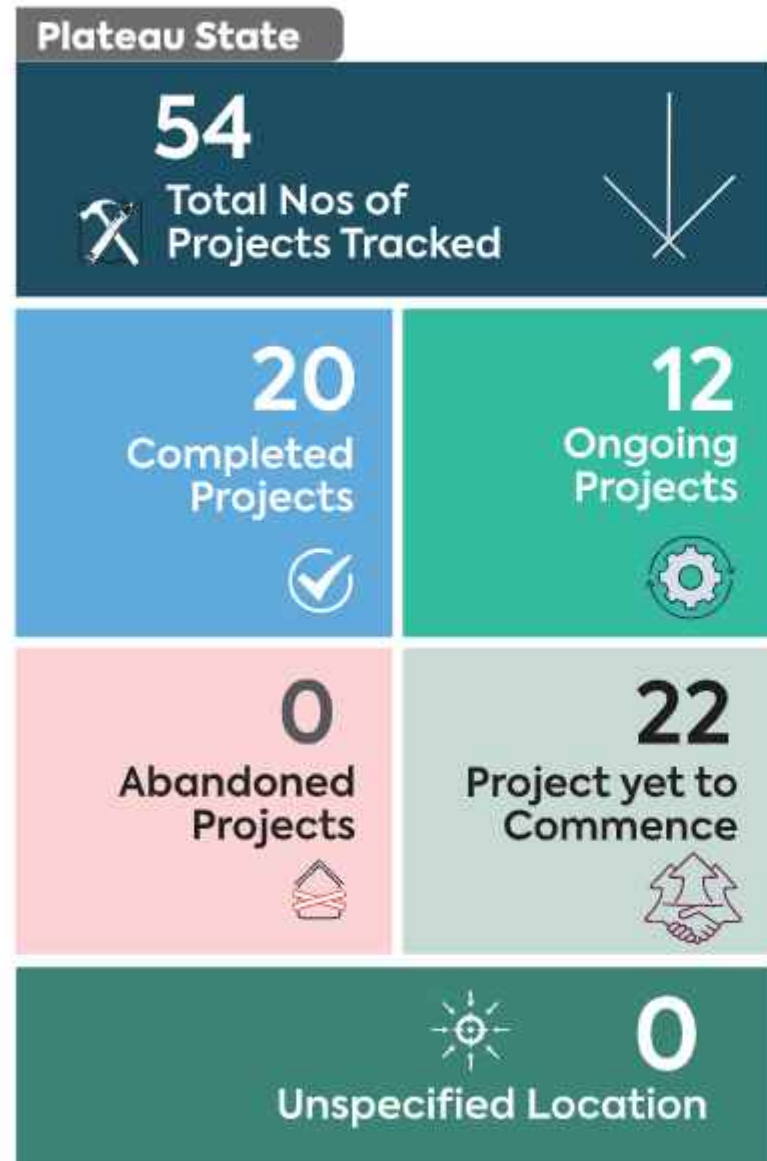 Plateau State
54
Total Nos of
Projects Tracked
20
Completed
Projects
12
Ongoing
Projects
0
Abandoned
Projects
22
Project yet to
Commence
0
Unspecified Location